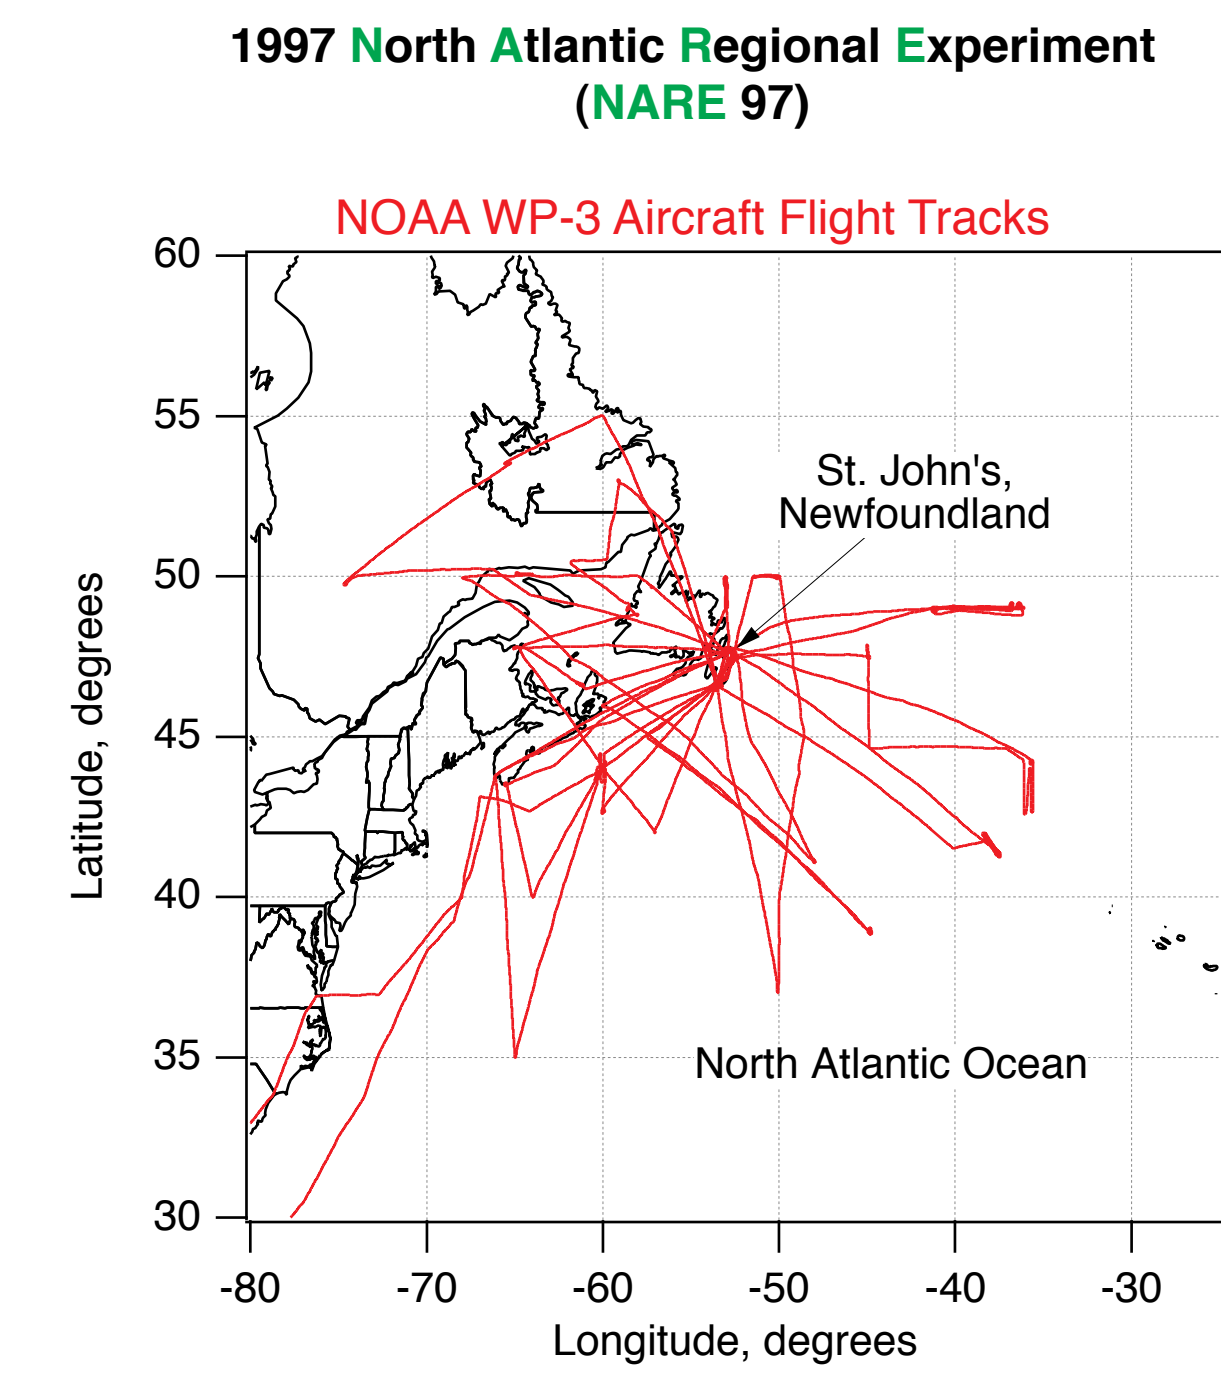 1997 North Atlantic Regional Experiment
(NARE 97)
NOAA WP-3 Aircraft Flight Tracks
60
55
50
45
40
35
30
Latitude, degrees
St. John's,
Newfoundland
North Atlantic Ocean
-80 -70 -60 -50 -40 -30
Longitude, degrees